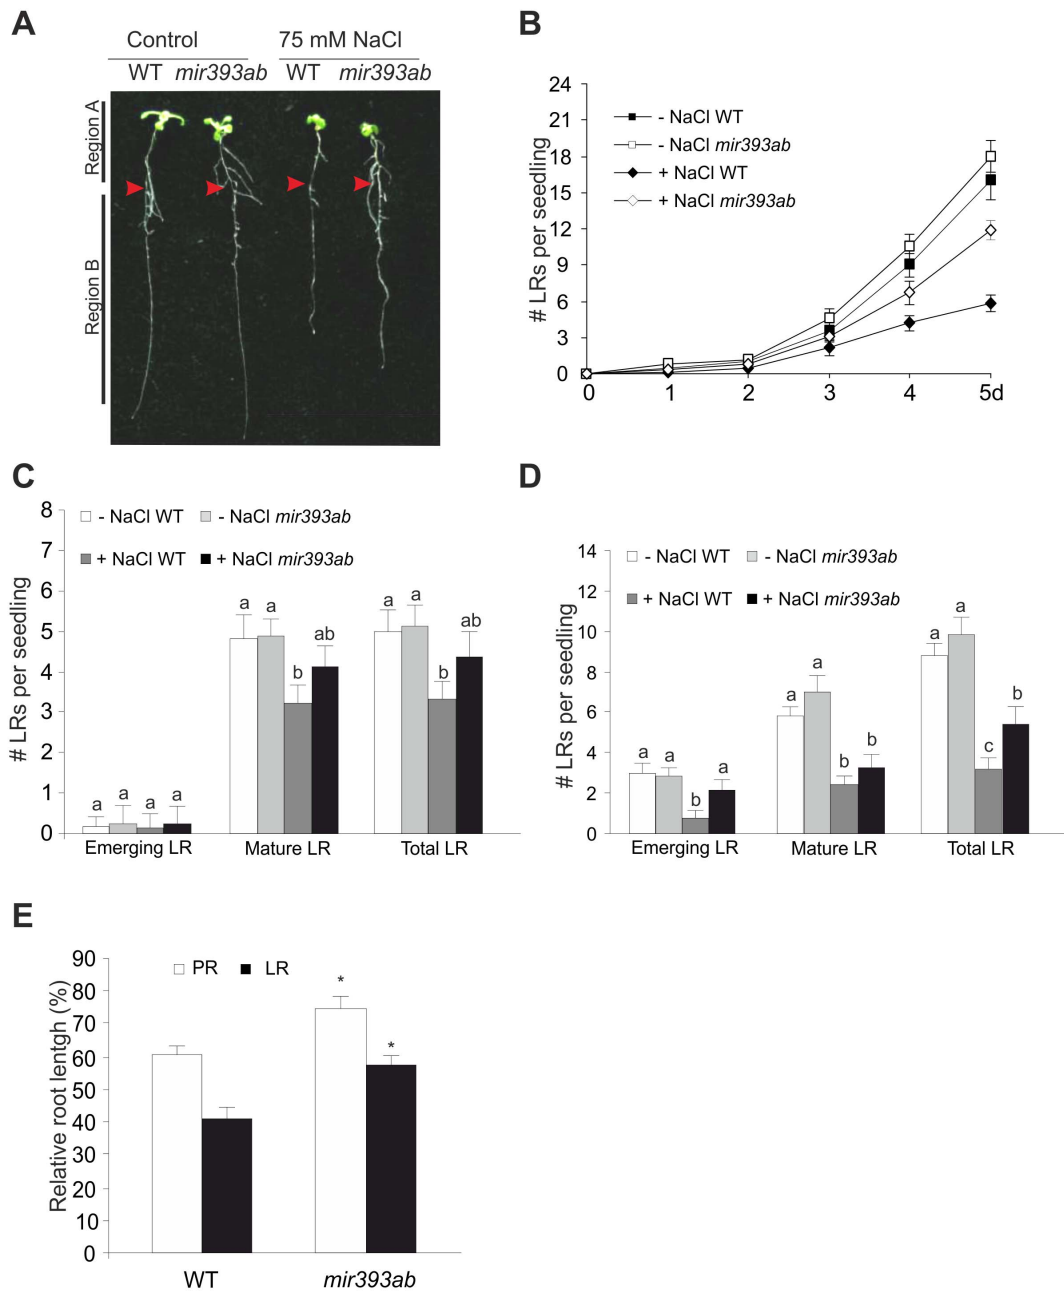 A
Control 75 mM NaCl
WT mir393ab WT mir393ab
Region A
Region B
B
# LRs per seedling
24
21
18
15
12
9
6
3
0
- NaCl WT
- NaCl mir393ab
+ NaCl WT
+ NaCl mir393ab
0 1 2 3 4 5d
C
# LRs per seedling
8
7
6
5
4
3
2
1
0
- NaCl WT - NaCl mir393ab
+ NaCl WT + NaCl mir393ab
a a a a
a a b ab
a a b ab
Emerging LR Mature LR Total LR
D
# LRs per seedling
14
12
10
8
6
4
2
0
- NaCl WT - NaCl mir393ab
+ NaCl WT + NaCl mir393ab
a a b a
a a b b
a a c b
Emerging LR Mature LR Total LR
E
Relative root lentgh (%)
90
80
70
60
50
40
30
20
10
0
PR LR
*
*
WT mir393ab